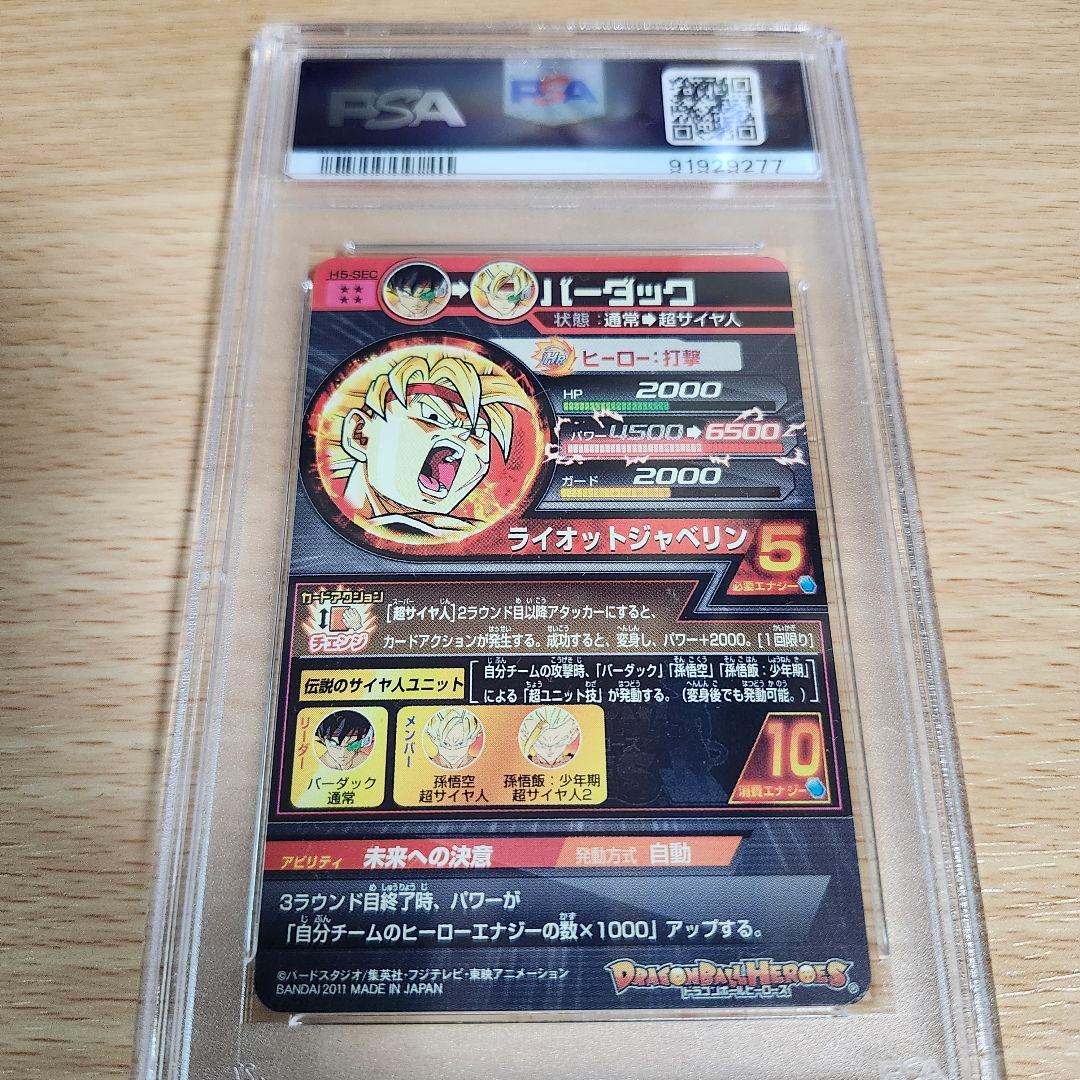 PSA
PSA
91929277
H5-SEC
バーダック
状態：通常➡超サイヤ人
ヒーロー：打撃
HP 2000
パワー 4500➡6500
ガード 2000
ライオットジャベリン 5
必要エナジー
カードアクション
チェンジ
[超サイヤ人]2ラウンド目以降アタッカーにすると、
カードアクションが発生する。成功すると、変身し、パワー+2000。[1回限り]
伝説のサイヤ人ユニット
自分チームの攻撃時、「バーダック」「孫悟空」「孫悟飯：少年期」
による「超ユニット技」が発動する。（変身後でも発動可能。）
リーダー
バーダック
通常
メンバー
孫悟空
超サイヤ人
孫悟飯：少年期
超サイヤ人2
10
消費エナジー
アビリティ 未来への決意 発動方式 自動
3ラウンド目終了時、パワーが
「自分チームのヒーローエナジーの数×1000」アップする。
©バードスタジオ/集英社・フジテレビ・東映アニメーション
BANDAI 2011 MADE IN JAPAN
DRAGONBALL HEROES
ドラゴンボールヒーローズ
PSA